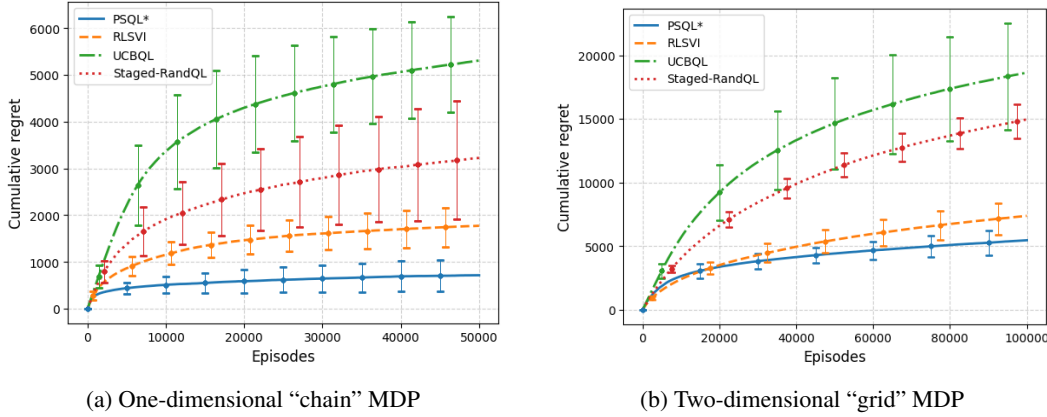 PSQL*
RLSVI
UCBQL
Staged-RandQL
Cumulative regret
6000
5000
4000
3000
2000
1000
0
0 10000 20000 30000 40000 50000
Episodes
(a) One-dimensional “chain” MDP
PSQL*
RLSVI
UCBQL
Staged-RandQL
Cumulative regret
20000
15000
10000
5000
0
0 20000 40000 60000 80000 100000
Episodes
(b) Two-dimensional “grid” MDP